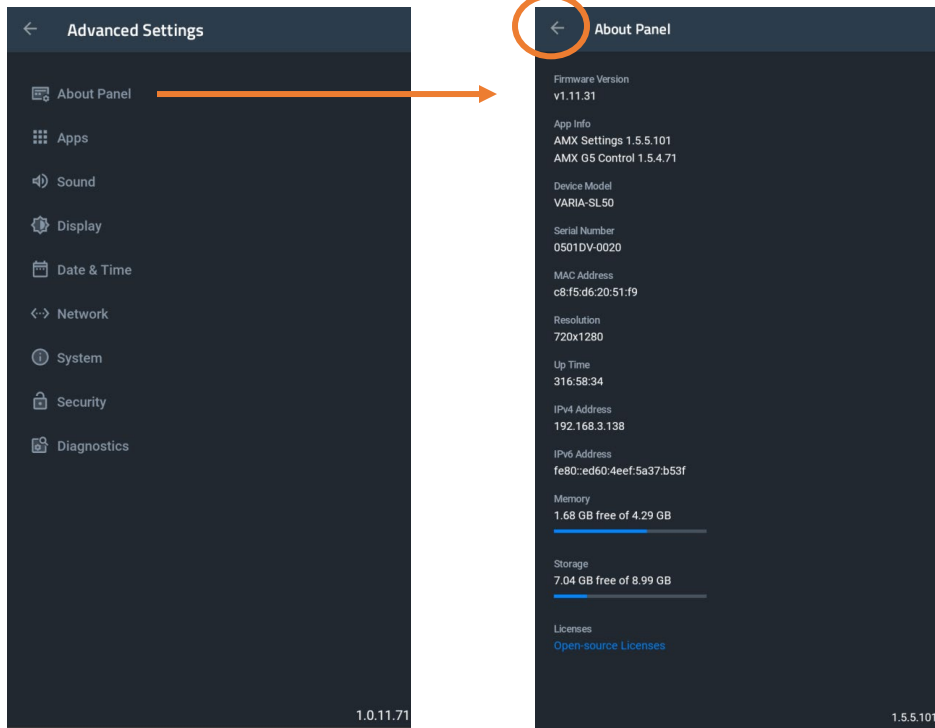 Advanced Settings
About Panel
Apps
Sound
Display
Date & Time
Network
System
Security
Diagnostics
1.0.11.71
About Panel
Firmware Version
v1.11.31
App Info
AMX Settings 1.5.5.101
AMX G5 Control 1.5.4.71
Device Model
VARIA-SL50
Serial Number
0501DV-0020
MAC Address
c8:f5:d6:20:51:f9
Resolution
720x1280
Up Time
316:58:34
IPv4 Address
192.168.3.138
IPv6 Address
fe80::ed60:4eef:5a37:b53f
Memory
1.68 GB free of 4.29 GB
Storage
7.04 GB free of 8.99 GB
Licenses
Open-source Licenses
1.5.5.101